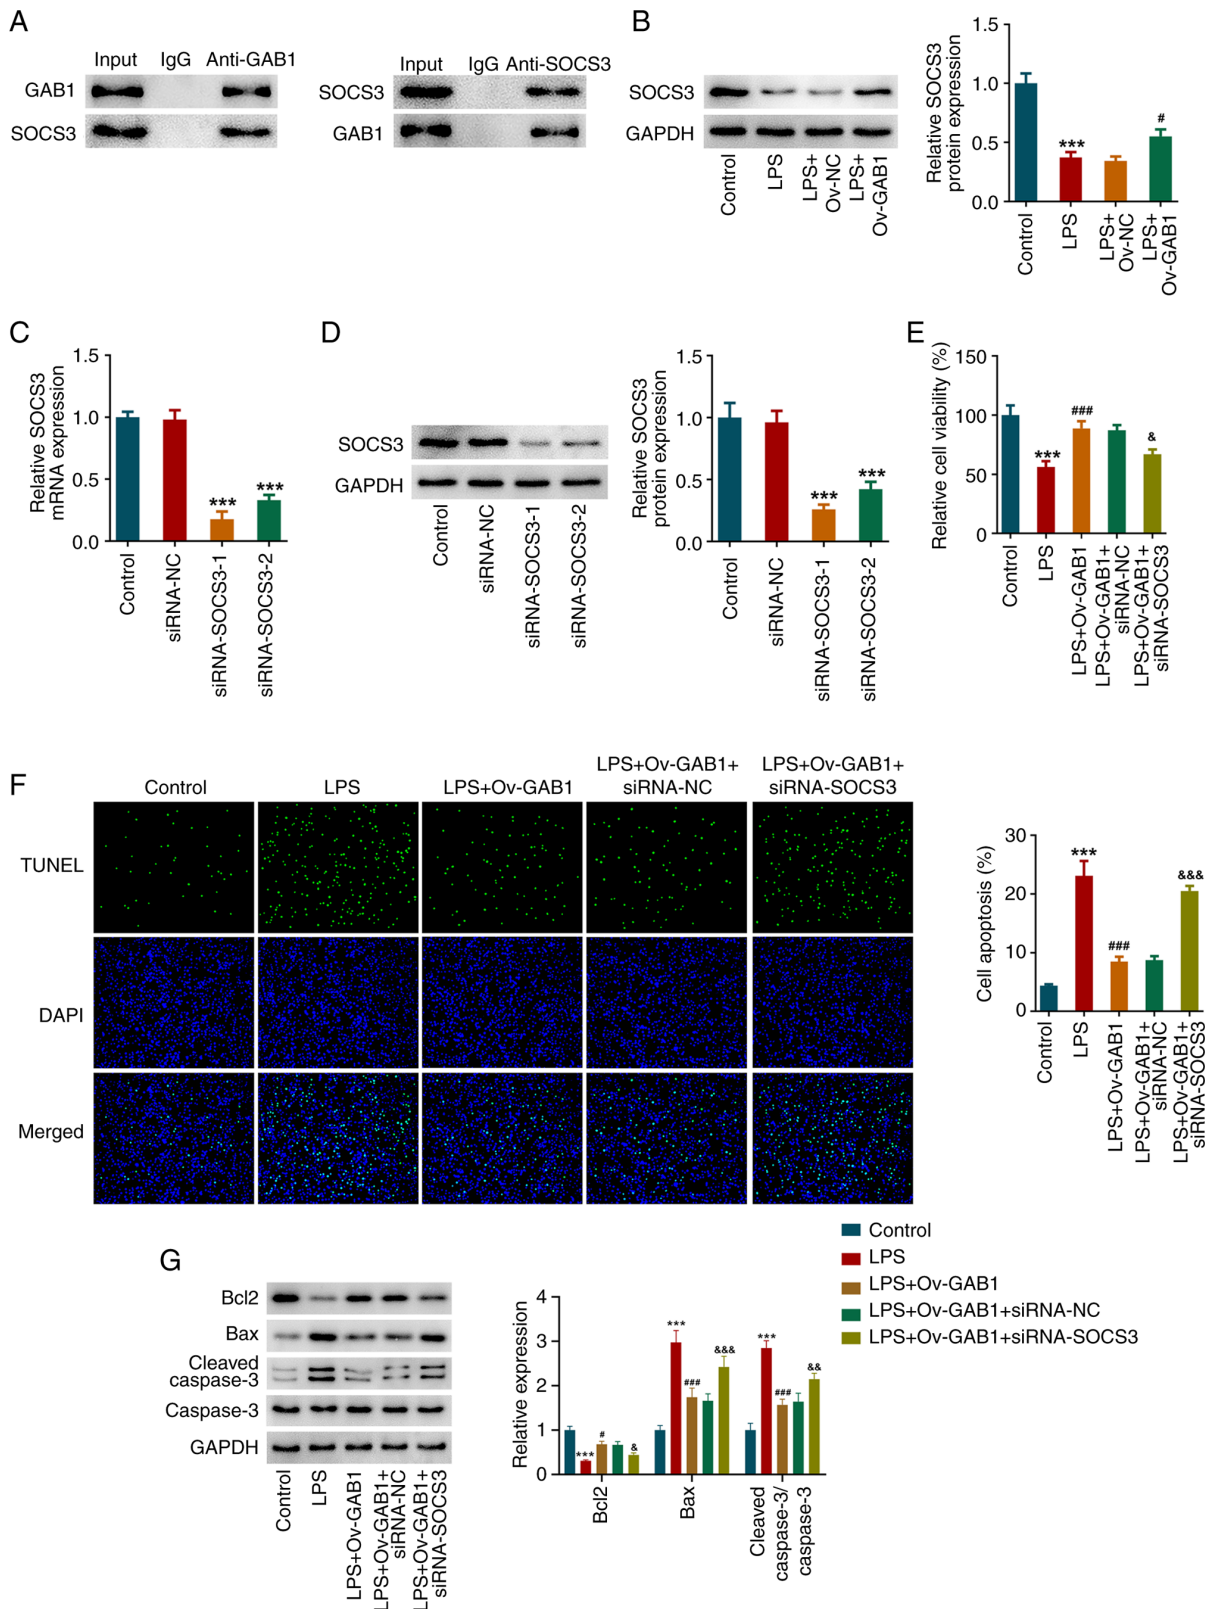 A
Input IgG Anti-GAB1
GAB1
SOCS3
Input IgG Anti-SOCS3
SOCS3
GAB1
B
SOCS3
GAPDH
Control
LPS
LPS+
Ov-NC
LPS+
Ov-GAB1
Relative SOCS3
protein expression
1.5
1.0
0.5
0.0
***
#
Control
LPS
LPS+
Ov-NC
LPS+
Ov-GAB1
C
Relative SOCS3
mRNA expression
1.5
1.0
0.5
0.0
***
***
Control
siRNA-NC
siRNA-SOCS3-1
siRNA-SOCS3-2
D
SOCS3
GAPDH
Control
siRNA-NC
siRNA-SOCS3-1
siRNA-SOCS3-2
Relative SOCS3
protein expression
1.5
1.0
0.5
0.0
***
***
Control
siRNA-NC
siRNA-SOCS3-1
siRNA-SOCS3-2
E
Relative cell viability (%)
150
100
50
0
***
###
&
Control
LPS
LPS+Ov-GAB1
LPS+Ov-GAB1+
siRNA-NC
LPS+Ov-GAB1+
siRNA-SOCS3
F
Control
LPS
LPS+Ov-GAB1
LPS+Ov-GAB1+
siRNA-NC
LPS+Ov-GAB1+
siRNA-SOCS3
TUNEL
DAPI
Merged
Cell apoptosis (%)
30
20
10
0
***
###
&&&
Control
LPS
LPS+Ov-GAB1
LPS+Ov-GAB1+
siRNA-NC
LPS+Ov-GAB1+
siRNA-SOCS3
G
Bcl2
Bax
Cleaved
caspase-3
Caspase-3
GAPDH
Control
LPS
LPS+Ov-GAB1
LPS+Ov-GAB1+
siRNA-NC
LPS+Ov-GAB1+
siRNA-SOCS3
Relative expression
4
3
2
1
0
***
#
&
***
###
&&&
***
###
&&
Bcl2
Bax
Cleaved
caspase-3/
caspase-3
Control
LPS
LPS+Ov-GAB1
LPS+Ov-GAB1+siRNA-NC
LPS+Ov-GAB1+siRNA-SOCS3